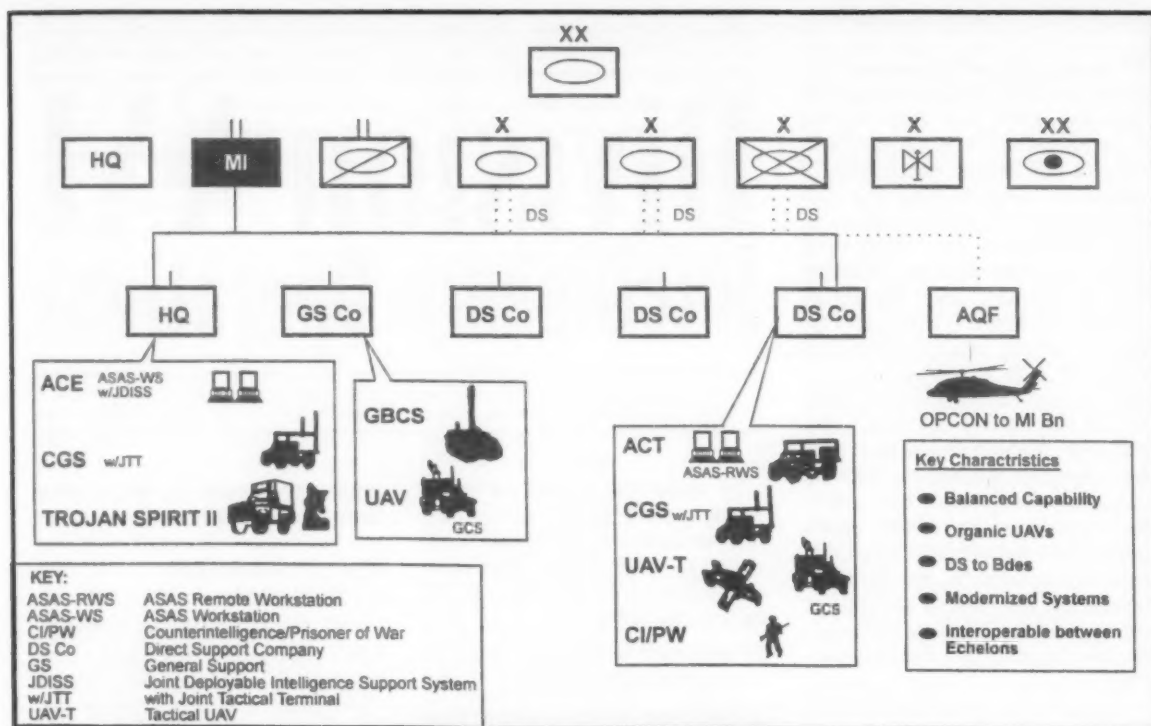 XX
II
II
X
X
X
X
XX
HQ
MI
DS
DS
DS
HQ
GS Co
DS Co
DS Co
DS Co
AQF
ACE ASAS-WS
w/JDISS
CGS w/JTT
TROJAN SPIRIT II
GBCS
UAV
GCS
ACT
ASAS-RWS
CGS w/JTT
UAV-T
GCS
CI/PW
OPCON to MI Bn
Key Charactristics
Balanced Capability
Organic UAVs
DS to Bdes
Modernized Systems
Interoperable between
Echelons
KEY:
ASAS-RWS ASAS Remote Workstation
ASAS-WS ASAS Workstation
CI/PW Counterintelligence/Prisoner of War
DS Co Direct Support Company
GS General Support
JDISS Joint Deployable Intelligence Support System
w/JTT with Joint Tactical Terminal
UAV-T Tactical UAV